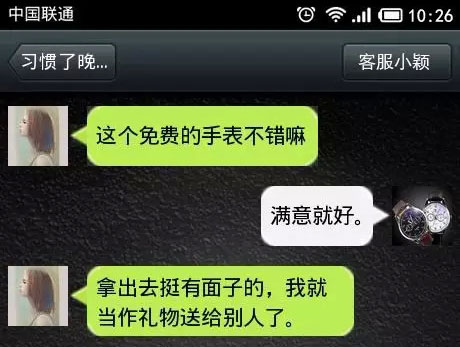 中国联通 10:26
习惯了晚... 客服小颖
这个免费的手表不错嘛
满意就好。
拿出去挺有面子的，我就
当作礼物送给别人了。